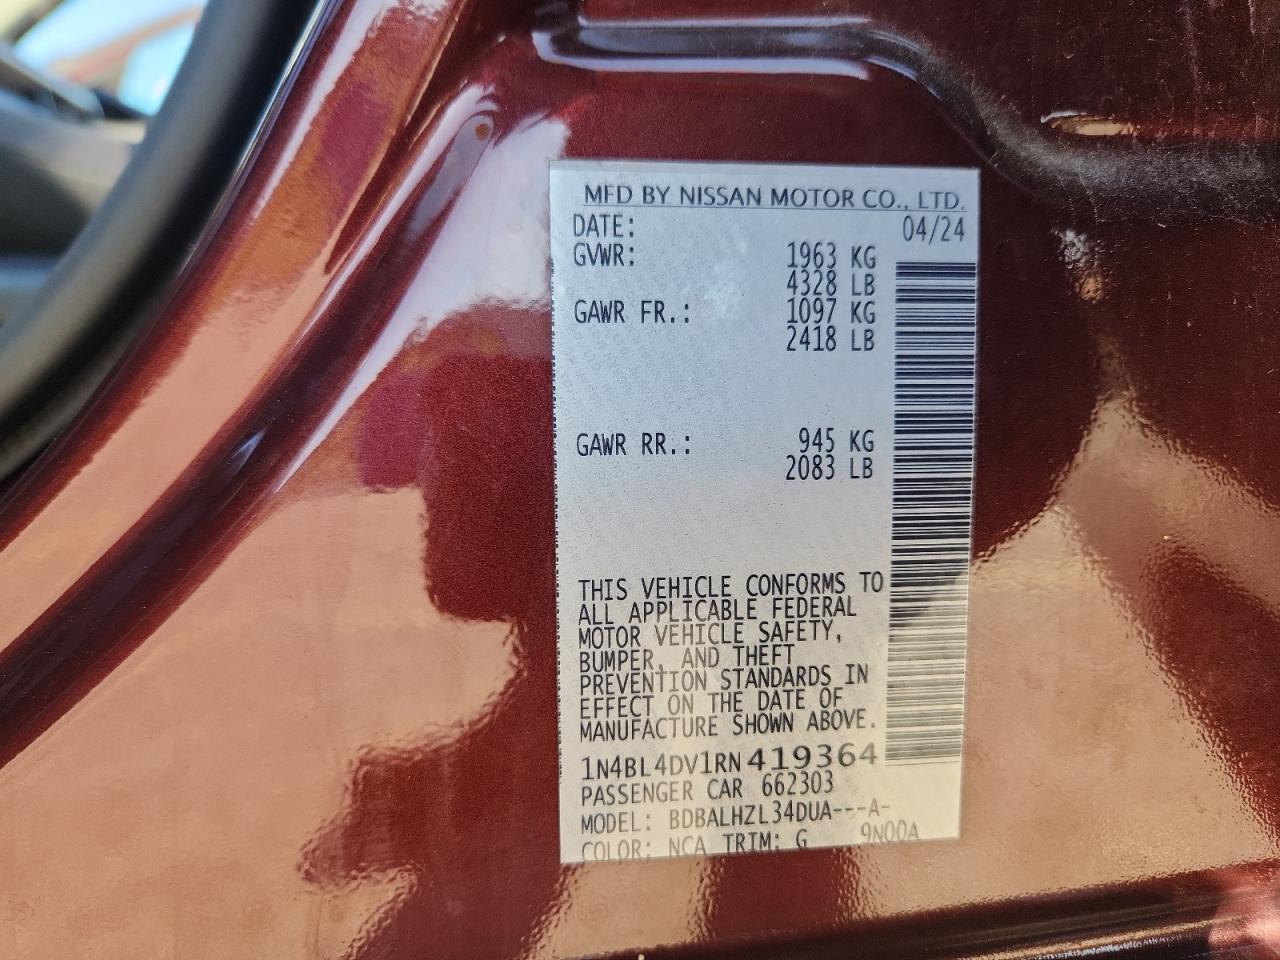 MFD BY NISSAN MOTOR CO., LTD.
DATE: 04/24
GVWR: 1963 KG
4328 LB
GAWR FR.: 1097 KG
2418 LB
GAWR RR.: 945 KG
2083 LB
THIS VEHICLE CONFORMS TO
ALL APPLICABLE FEDERAL
MOTOR VEHICLE SAFETY,
BUMPER, AND THEFT
PREVENTION STANDARDS IN
EFFECT ON THE DATE OF
MANUFACTURE SHOWN ABOVE.
1N4BL4DV1RN419364
PASSENGER CAR 662303
MODEL: BDBALHZL34DUA---A-
COLOR: NCA TRIM: G 9N00A